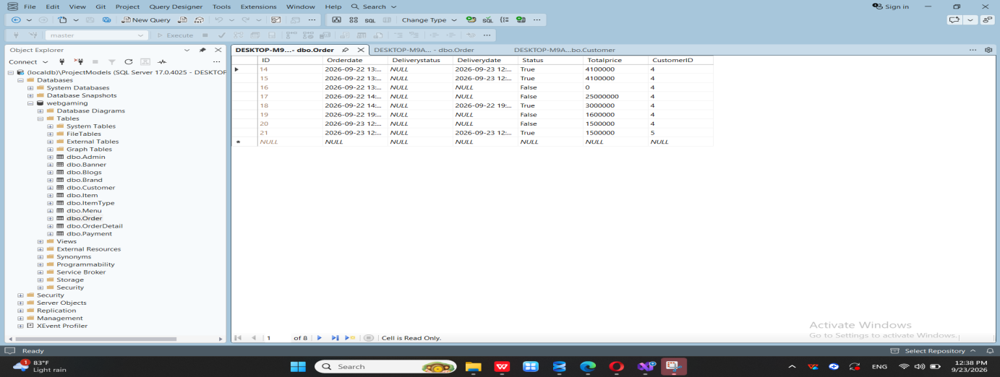 File Edit View Git Project Query Designer Tools Extensions Window Help Search Sign in
New Query Change Type SQL
master Execute
Object Explorer
Connect
(localdb)\ProjectModels (SQL Server 17.0.4025 - DESKTOP
Databases
System Databases
Database Snapshots
webgaming
Database Diagrams
Tables
System Tables
FileTables
External Tables
Graph Tables
dbo.Admin
dbo.Banner
dbo.Blogs
dbo.Brand
dbo.Customer
dbo.Item
dbo.ItemType
dbo.Menu
dbo.Order
dbo.OrderDetail
dbo.Payment
Views
External Resources
Synonyms
Programmability
Service Broker
Storage
Security
Security
Server Objects
Replication
Management
XEvent Profiler
DESKTOP-M9...- dbo.Order DESKTOP-M9A... - dbo.Order DESKTOP-M9A...bo.Customer
ID Orderdate Deliverystatus Deliverydate Status Totalprice CustomerID
14 2026-09-22 13:... NULL 2026-09-23 12:... True 4100000 4
15 2026-09-22 13:... NULL 2026-09-23 12:... True 4100000 4
16 2026-09-22 13:... NULL NULL False 0 4
17 2026-09-22 14:... NULL NULL False 25000000 4
18 2026-09-22 14:... NULL 2026-09-22 19:... True 3000000 4
19 2026-09-22 19:... NULL NULL False 1600000 4
20 2026-09-23 12:... NULL NULL False 1500000 4
21 2026-09-23 12:... NULL 2026-09-23 12:... True 1500000 5
NULL NULL NULL NULL NULL NULL NULL
1 of 8 Cell is Read Only.
Activate Windows
Go to Settings to activate Windows.
Ready Select Repository
1 83°F
Light rain
Search
ENG
12:38 PM
9/23/2026